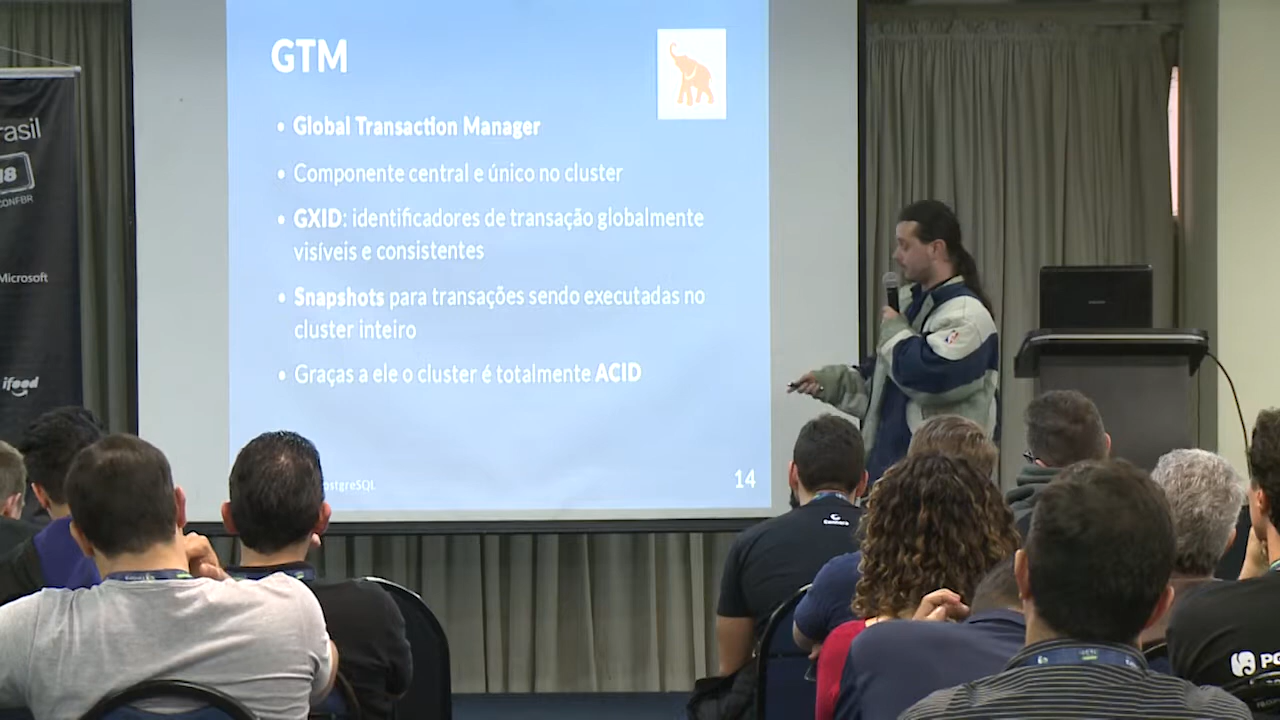 GTM
• Global Transaction Manager
• Componente central e único no cluster
• GXID: identificadores de transação globalmente
visíveis e consistentes
• Snapshots para transações sendo executadas no
cluster inteiro
• Graças a ele o cluster é totalmente ACID
ostgreSQL
14
rasil
18
CONFBR
Microsoft
ifood
PG